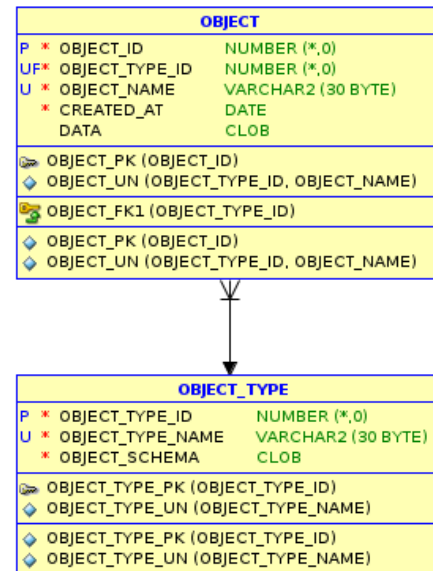 OBJECT
P * OBJECT_ID NUMBER (*,0)
UF* OBJECT_TYPE_ID NUMBER (*,0)
U * OBJECT_NAME VARCHAR2 (30 BYTE)
* CREATED_AT DATE
DATA CLOB
OBJECT_PK (OBJECT_ID)
OBJECT_UN (OBJECT_TYPE_ID, OBJECT_NAME)
OBJECT_FK1 (OBJECT_TYPE_ID)
OBJECT_PK (OBJECT_ID)
OBJECT_UN (OBJECT_TYPE_ID, OBJECT_NAME)
OBJECT_TYPE
P * OBJECT_TYPE_ID NUMBER (*,0)
U * OBJECT_TYPE_NAME VARCHAR2 (30 BYTE)
* OBJECT_SCHEMA CLOB
OBJECT_TYPE_PK (OBJECT_TYPE_ID)
OBJECT_TYPE_UN (OBJECT_TYPE_NAME)
OBJECT_TYPE_PK (OBJECT_TYPE_ID)
OBJECT_TYPE_UN (OBJECT_TYPE_NAME)